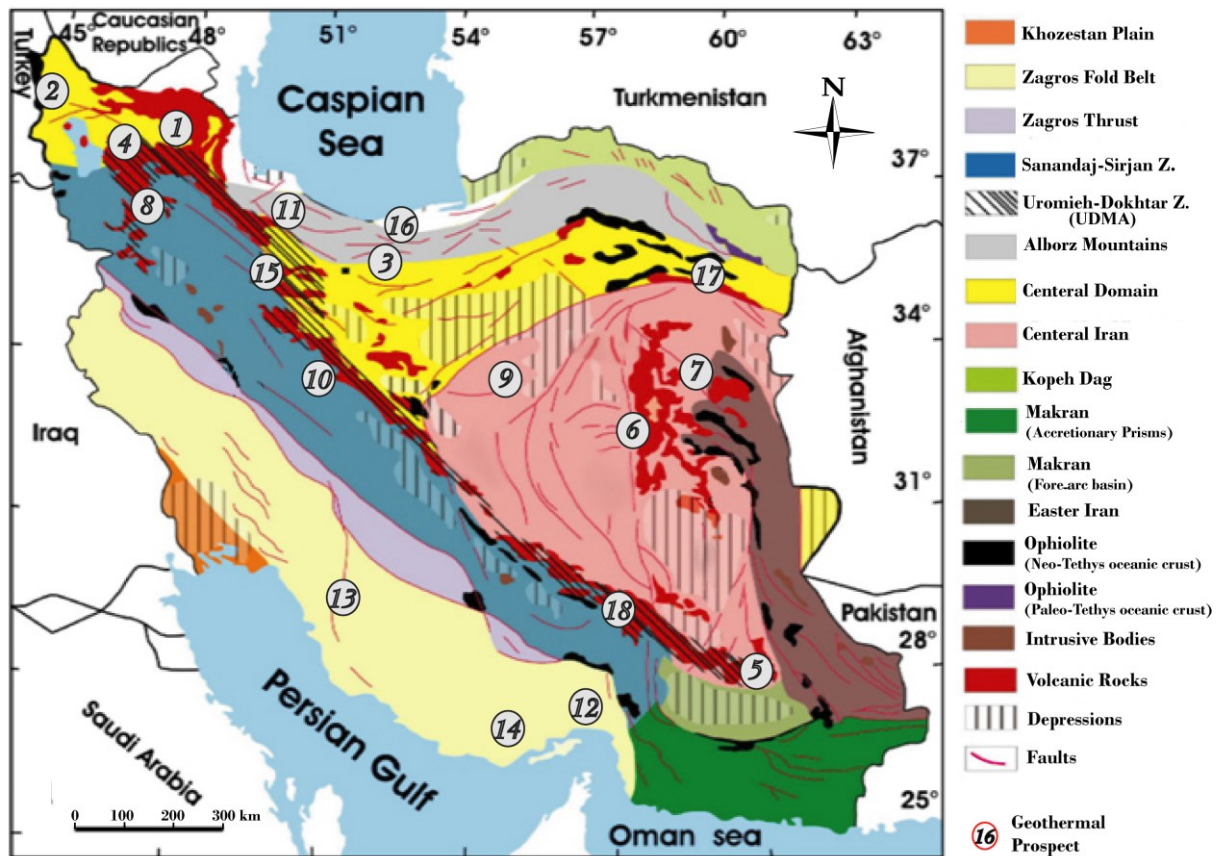 45° Caucasian Republics 48° 51° 54° 57° 60° 63°
Turkey
Caspian Sea
Turkmenistan
N
37°
34°
31°
28°
25°
Afghanistan
Pakistan
Iraq
Saudi Arabia
Persian Gulf
Oman sea
0 100 200 300 km
2
1
4
8
11
16
3
15
17
10
9
7
6
13
18
5
12
14
Khozestan Plain
Zagros Fold Belt
Zagros Thrust
Sanandaj-Sirjan Z.
Uromieh-Dokhtar Z.
(UDMA)
Alborz Mountains
Central Domain
Central Iran
Kopeh Dag
Makran
(Accretionary Prisms)
Makran
(Fore-arc basin)
Easter Iran
Ophiolite
(Neo-Tethys oceanic crust)
Ophiolite
(Paleo-Tethys oceanic crust)
Intrusive Bodies
Volcanic Rocks
Depressions
Faults
16 Geothermal
Prospect